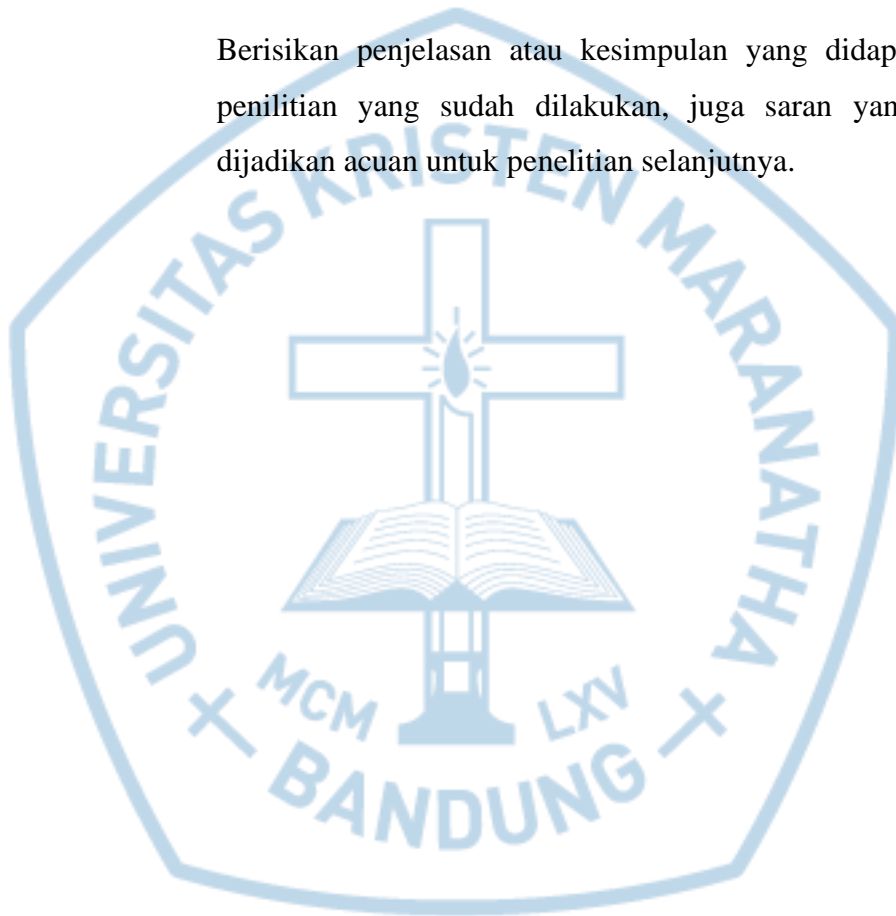 Berisikan penjelasan atau kesimpulan yang didap
penilitian yang sudah dilakukan, juga saran yan
dijadikan acuan untuk penelitian selanjutnya.
UNIVERSITAS KRISTEN MARANATHA
MCM LXV
BANDUNG